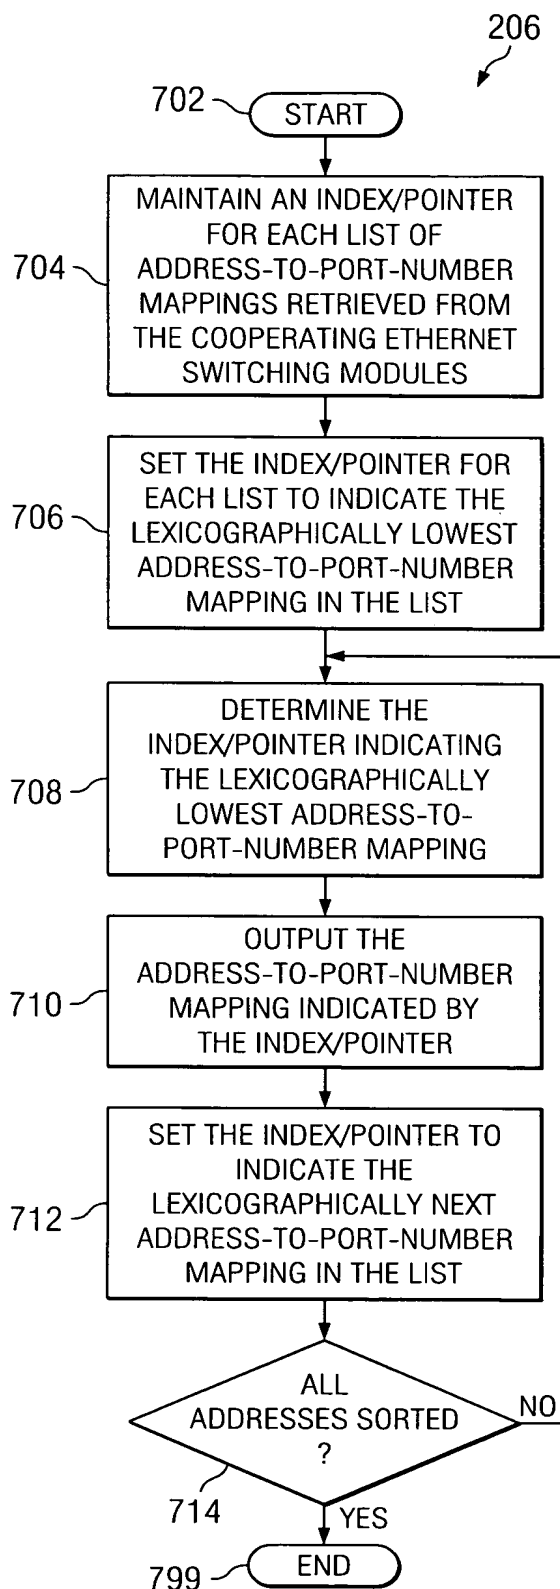 206
702
START
MAINTAIN AN INDEX/POINTER
FOR EACH LIST OF
ADDRESS-TO-PORT-NUMBER
MAPPINGS RETRIEVED FROM
THE COOPERATING ETHERNET
SWITCHING MODULES
704
SET THE INDEX/POINTER FOR
EACH LIST TO INDICATE THE
LEXICOGRAPHICALLY LOWEST
ADDRESS-TO-PORT-NUMBER
MAPPING IN THE LIST
706
DETERMINE THE
INDEX/POINTER INDICATING
THE LEXICOGRAPHICALLY
LOWEST ADDRESS-TO-
PORT-NUMBER MAPPING
708
OUTPUT THE
ADDRESS-TO-PORT-NUMBER
MAPPING INDICATED BY
THE INDEX/POINTER
710
SET THE INDEX/POINTER TO
INDICATE THE
LEXICOGRAPHICALLY NEXT
ADDRESS-TO-PORT-NUMBER
MAPPING IN THE LIST
712
ALL
ADDRESSES SORTED
?
NO
714
YES
END
799